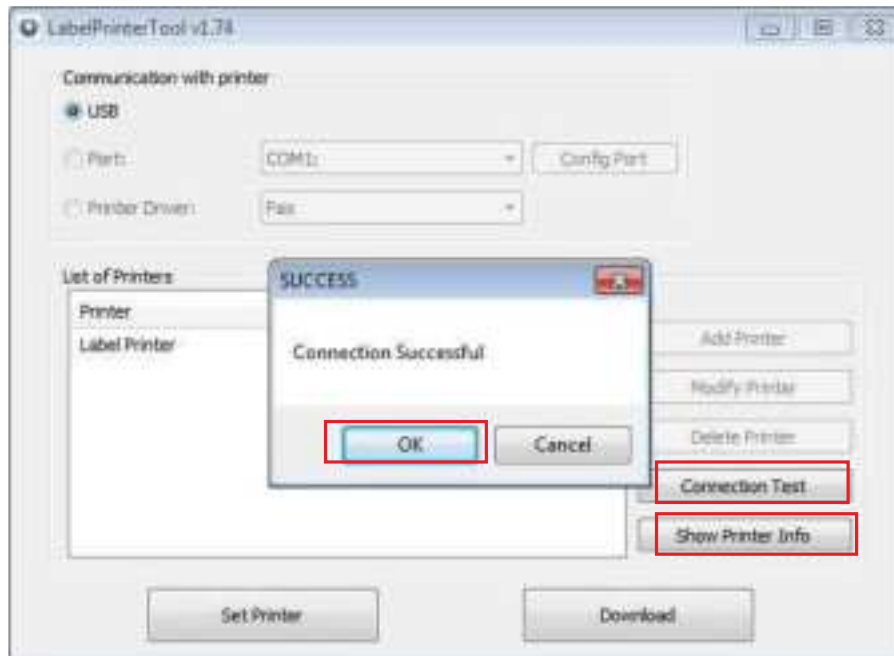 LabelPrinterTool v1.74
Communication with printer
USB
Port:
COM1:
Config Port
Printer Driver:
Fax
List of Printers
Printer
Label Printer
SUCCESS
Connection Successful
OK
Cancel
Add Printer
Modify Printer
Delete Printer
Connection Test
Show Printer Info
Set Printer
Download